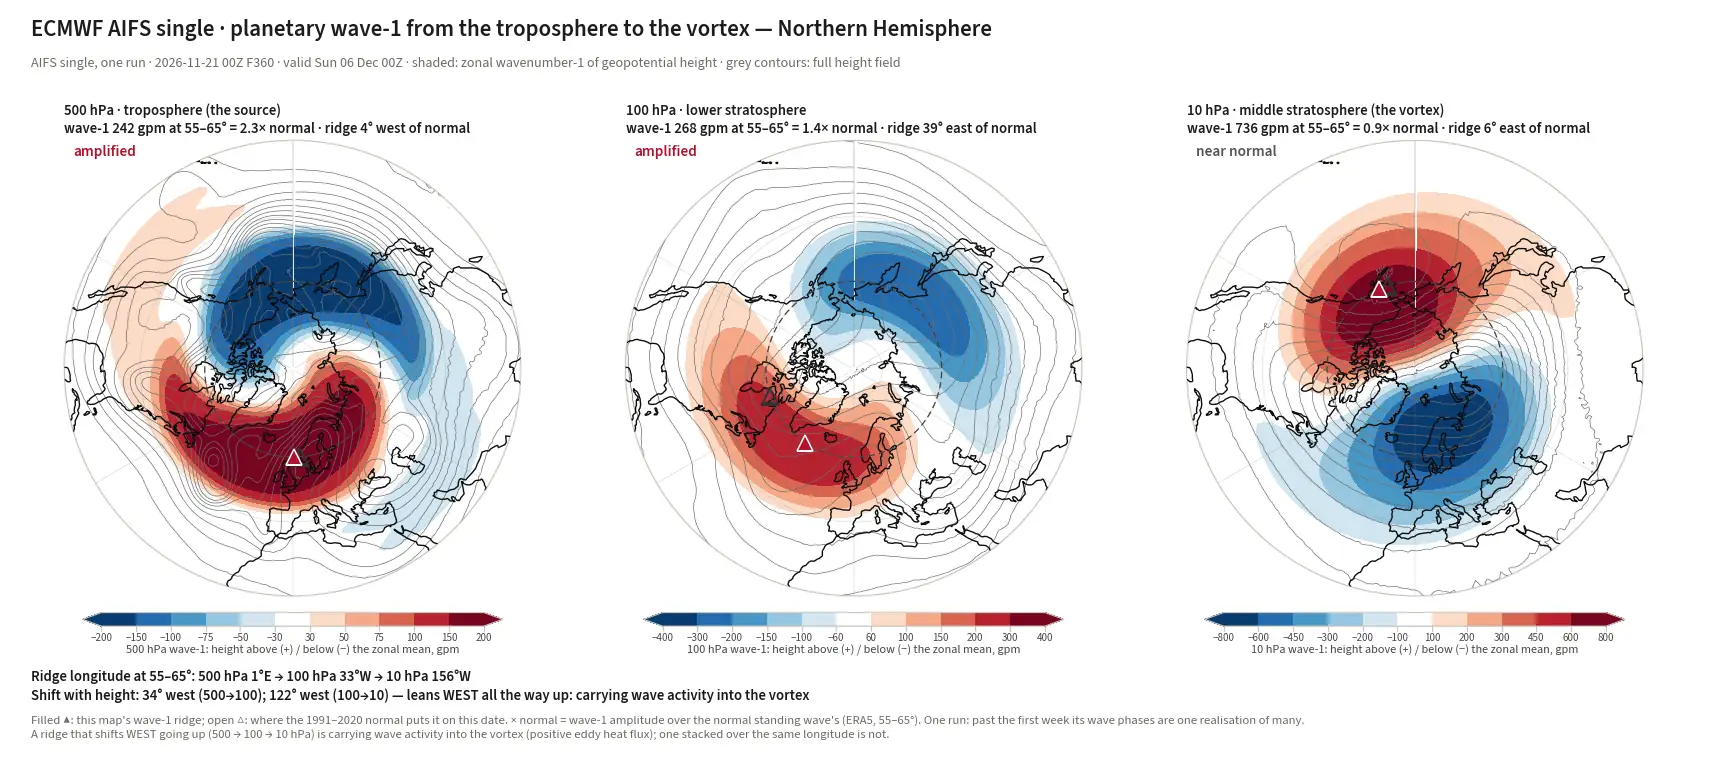 ECMWF AIFS single · planetary wave-1 from the troposphere to the vortex — Northern Hemisphere
AIFS single, one run · 2026-11-21 00Z F360 · valid Sun 06 Dec 00Z · shaded: zonal wavenumber-1 of geopotential height · grey contours: full height field
500 hPa · troposphere (the source)
wave-1 242 gpm at 55–65° = 2.3× normal · ridge 4° west of normal
amplified
100 hPa · lower stratosphere
wave-1 268 gpm at 55–65° = 1.4× normal · ridge 39° east of normal
amplified
10 hPa · middle stratosphere (the vortex)
wave-1 736 gpm at 55–65° = 0.9× normal · ridge 6° east of normal
near normal
−200 −150 −100 −75 −50 −30 30 50 75 100 150 200
500 hPa wave-1: height above (+) / below (−) the zonal mean, gpm
−400 −300 −200 −150 −100 −60 60 100 150 200 300 400
100 hPa wave-1: height above (+) / below (−) the zonal mean, gpm
−800 −600 −450 −300 −200 −100 100 200 300 450 600 800
10 hPa wave-1: height above (+) / below (−) the zonal mean, gpm
Ridge longitude at 55–65°: 500 hPa 1°E → 100 hPa 33°W → 10 hPa 156°W
Shift with height: 34° west (500→100); 122° west (100→10) — leans WEST all the way up: carrying wave activity into the vortex
Filled ▲: this map's wave-1 ridge; open △: where the 1991–2020 normal puts it on this date. × normal = wave-1 amplitude over the normal standing wave's (ERA5, 55–65°). One run: past the first week its wave phases are one realisation of many.
A ridge that shifts WEST going up (500 → 100 → 10 hPa) is carrying wave activity into the vortex (positive eddy heat flux); one stacked over the same longitude is not.